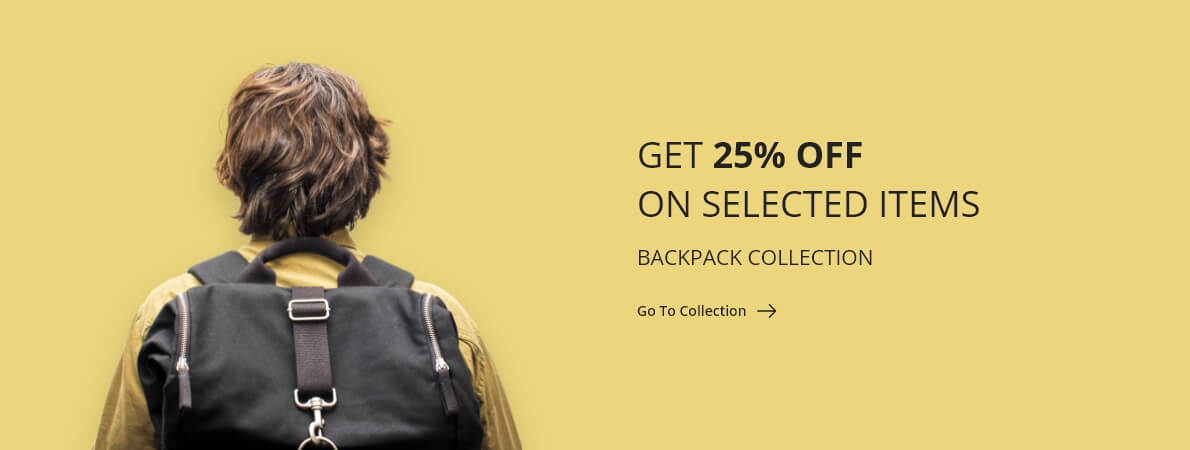 GET 25% OFF
ON SELECTED ITEMS
BACKPACK COLLECTION
Go To Collection